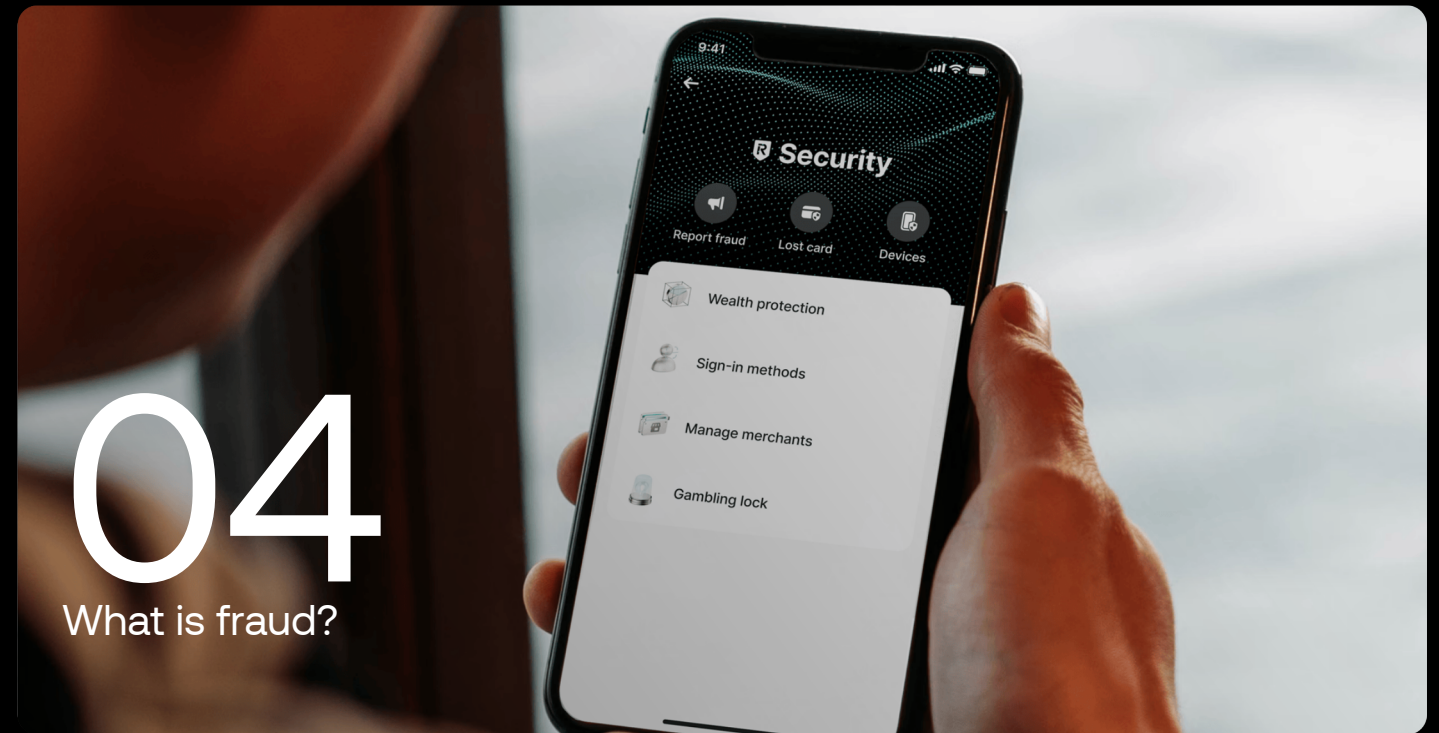 9:41
Security
Report fraud
Lost card
Devices
Wealth protection
Sign-in methods
Manage merchants
Gambling lock
04
What is fraud?